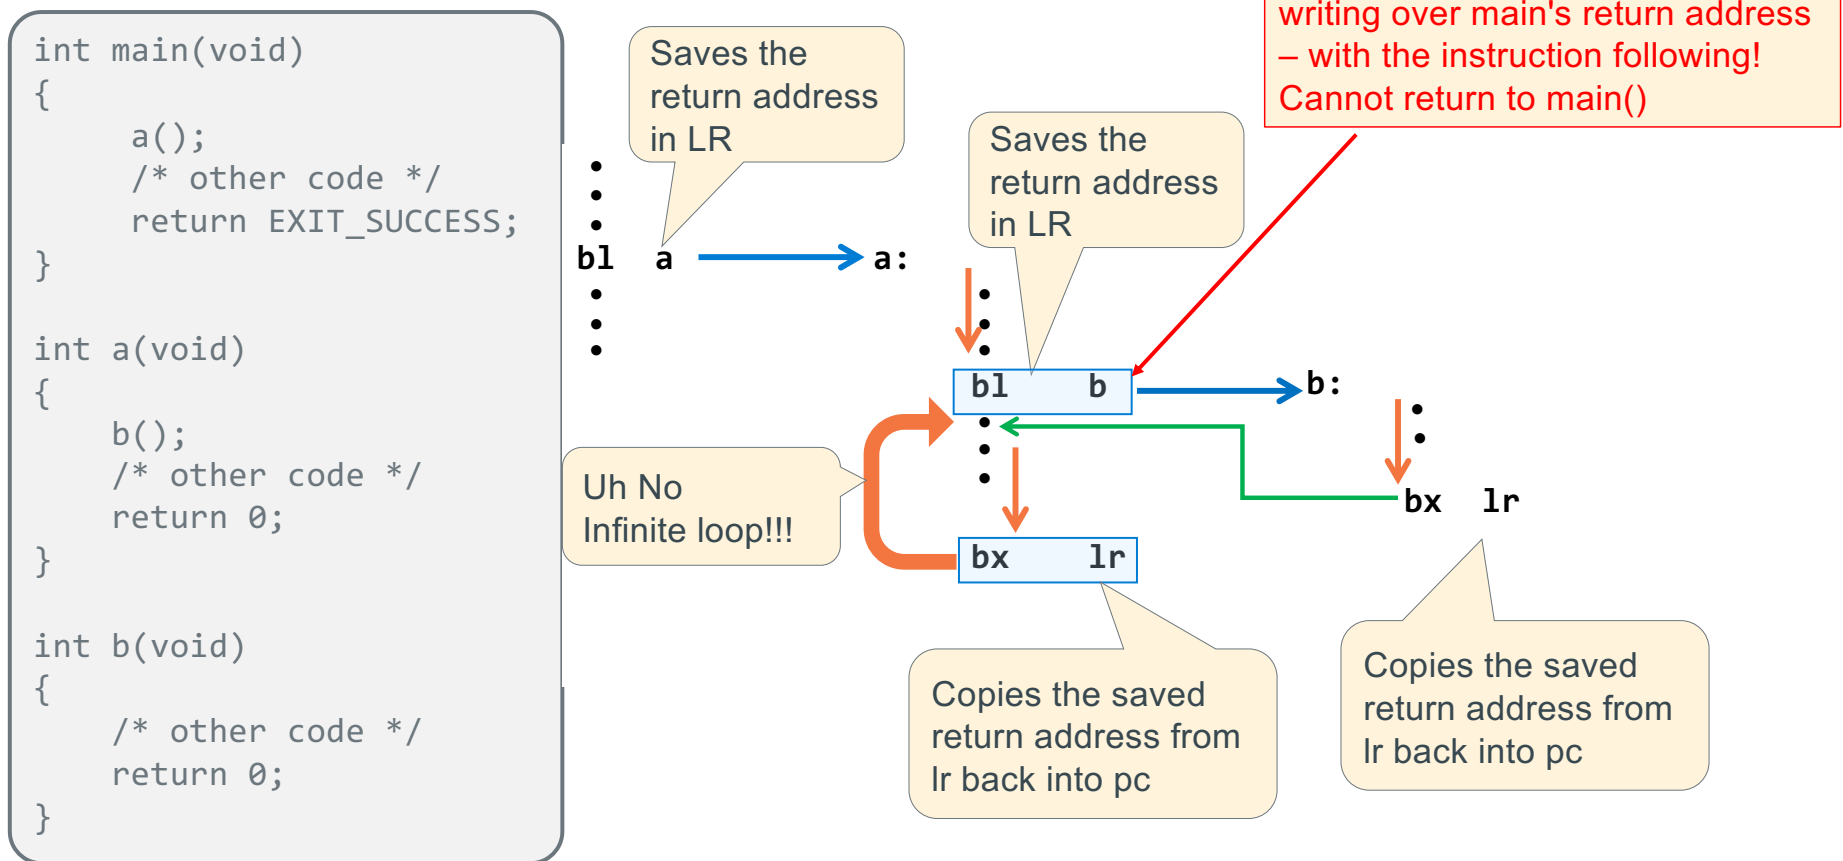 int main(void)
{
a();
/* other code */
return EXIT_SUCCESS;
}
int a(void)
{
b();
/* other code */
return 0;
}
int b(void)
{
/* other code */
return 0;
}
Saves the
return address
in LR
bl a
a:
Saves the
return address
in LR
writing over main's return address
– with the instruction following!
Cannot return to main()
bl b
b:
bx lr
Uh No
Infinite loop!!!
bx lr
Copies the saved
return address from
lr back into pc
Copies the saved
return address from
lr back into pc